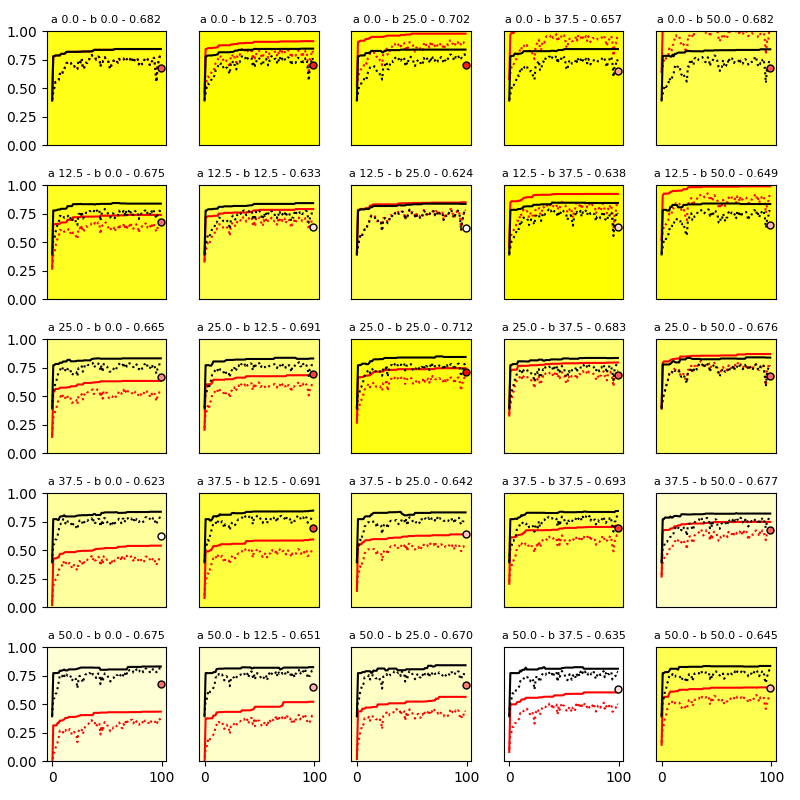 a 0.0 - b 0.0 - 0.682
a 0.0 - b 12.5 - 0.703
a 0.0 - b 25.0 - 0.702
a 0.0 - b 37.5 - 0.657
a 0.0 - b 50.0 - 0.682
1.00
0.75
0.50
0.25
0.00
a 12.5 - b 0.0 - 0.675
a 12.5 - b 12.5 - 0.633
a 12.5 - b 25.0 - 0.624
a 12.5 - b 37.5 - 0.638
a 12.5 - b 50.0 - 0.649
1.00
0.75
0.50
0.25
0.00
a 25.0 - b 0.0 - 0.665
a 25.0 - b 12.5 - 0.691
a 25.0 - b 25.0 - 0.712
a 25.0 - b 37.5 - 0.683
a 25.0 - b 50.0 - 0.676
1.00
0.75
0.50
0.25
0.00
a 37.5 - b 0.0 - 0.623
a 37.5 - b 12.5 - 0.691
a 37.5 - b 25.0 - 0.642
a 37.5 - b 37.5 - 0.693
a 37.5 - b 50.0 - 0.677
1.00
0.75
0.50
0.25
0.00
a 50.0 - b 0.0 - 0.675
a 50.0 - b 12.5 - 0.651
a 50.0 - b 25.0 - 0.670
a 50.0 - b 37.5 - 0.635
a 50.0 - b 50.0 - 0.645
1.00
0.75
0.50
0.25
0.00
0 100
0 100
0 100
0 100
0 100